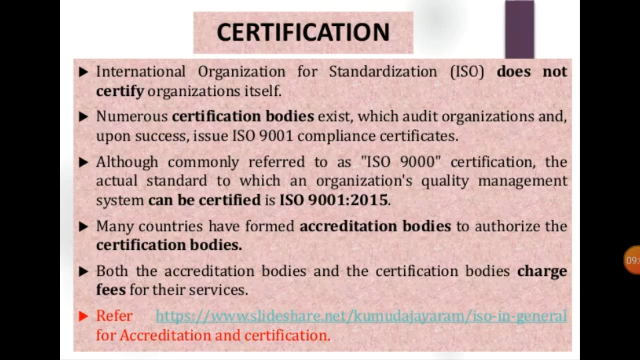 CERTIFICATION
▶ International Organization for Standardization (ISO) does not
certify organizations itself.
▶ Numerous certification bodies exist, which audit organizations and,
upon success, issue ISO 9001 compliance certificates.
▶ Although commonly referred to as "ISO 9000" certification, the
actual standard to which an organization's quality management
system can be certified is ISO 9001:2015.
▶ Many countries have formed accreditation bodies to authorize the
certification bodies.
▶ Both the accreditation bodies and the certification bodies charge
fees for their services.
▶ Refer https://www.slideshare.net/kumudajayaram/iso-in-general
for Accreditation and certification.